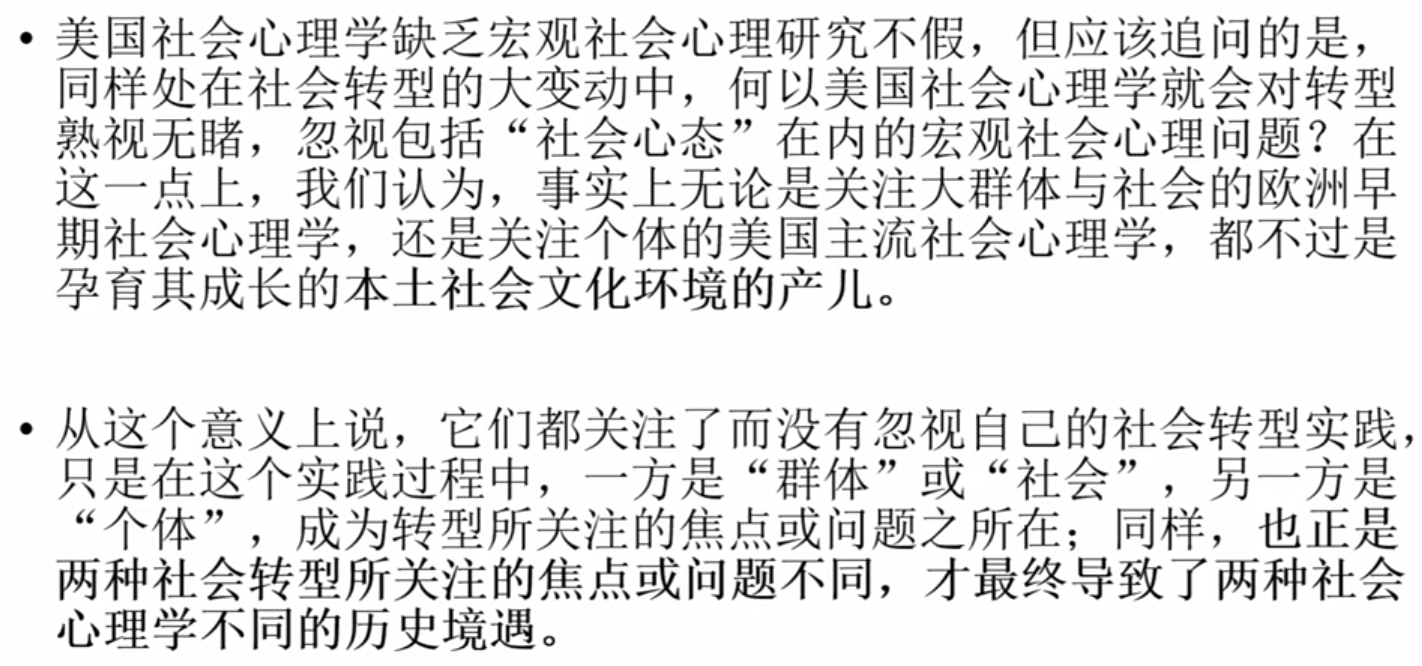 • 美国社会心理学缺乏宏观社会心理研究不假，但应该追问的是，
同样处在社会转型的大变动中，何以美国社会心理学就会对转型
熟视无睹，忽视包括“社会心态”在内的宏观社会心理问题？在
这一点上，我们认为，事实上无论是关注大群体与社会的欧洲早
期社会心理学，还是关注个体的美国主流社会心理学，都不过是
孕育其成长的本土社会文化环境的产儿。
• 从这个意义上说，它们都关注了而没有忽视自己的社会转型实践，
只是在这个实践过程中，一方是“群体”或“社会”，另一方是
“个体”，成为转型所关注的焦点或问题之所在；同样，也正是
两种社会转型所关注的焦点或问题不同，才最终导致了两种社会
心理学不同的历史境遇。